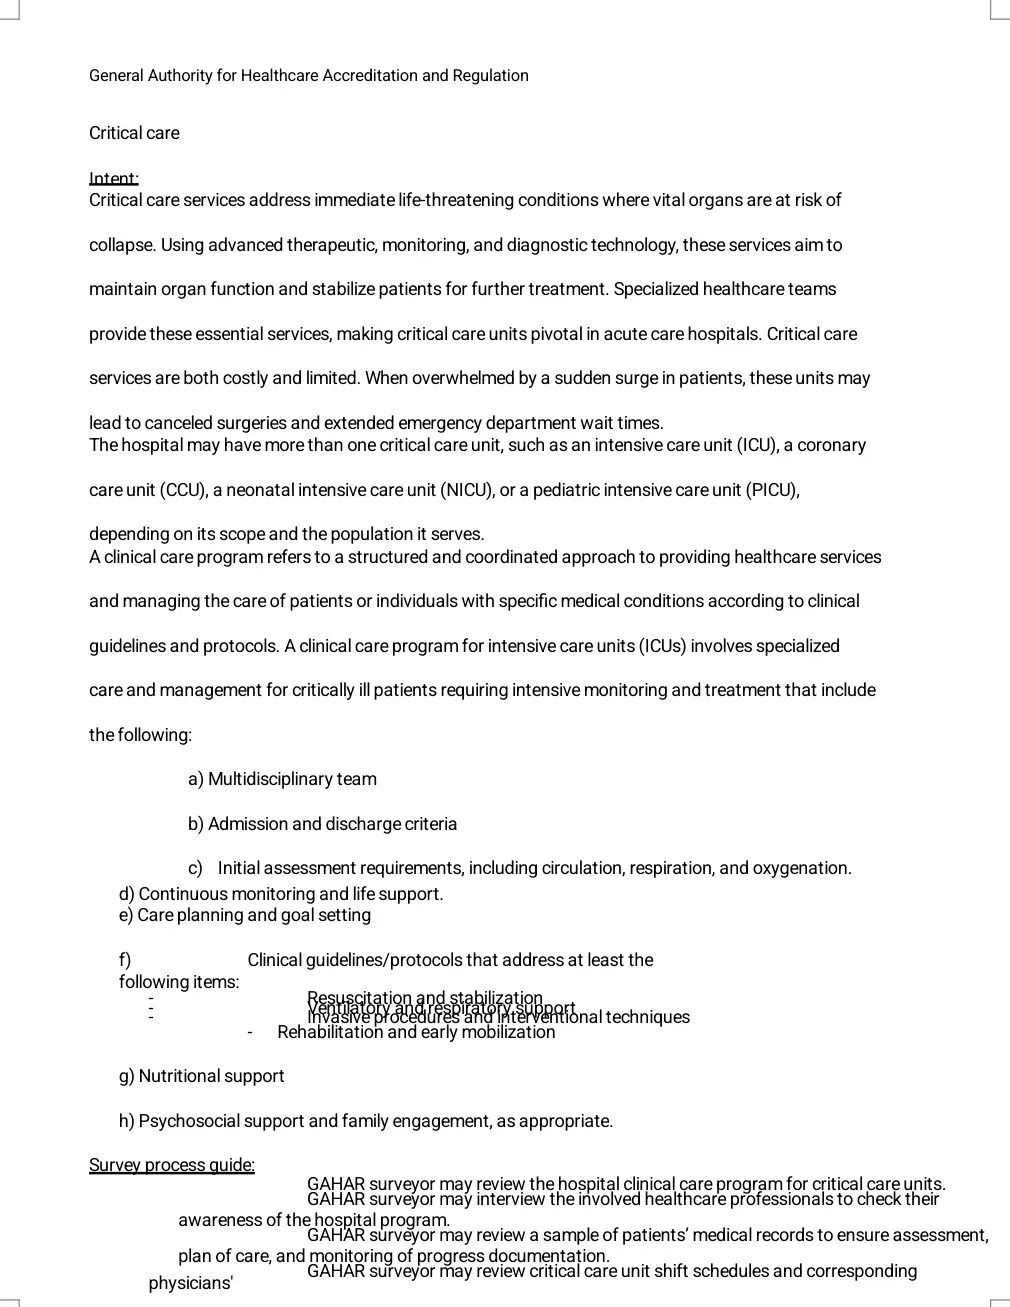 General Authority for Healthcare Accreditation and Regulation
Critical care
Intent:
Critical care services address immediate life-threatening conditions where vital organs are at risk of
collapse. Using advanced therapeutic, monitoring, and diagnostic technology, these services aim to
maintain organ function and stabilize patients for further treatment. Specialized healthcare teams
provide these essential services, making critical care units pivotal in acute care hospitals. Critical care
services are both costly and limited. When overwhelmed by a sudden surge in patients, these units may
lead to canceled surgeries and extended emergency department wait times.
The hospital may have more than one critical care unit, such as an intensive care unit (ICU), a coronary
care unit (CCU), a neonatal intensive care unit (NICU), or a pediatric intensive care unit (PICU),
depending on its scope and the population it serves.
A clinical care program refers to a structured and coordinated approach to providing healthcare services
and managing the care of patients or individuals with specific medical conditions according to clinical
guidelines and protocols. A clinical care program for intensive care units (ICUs) involves specialized
care and management for critically ill patients requiring intensive monitoring and treatment that include
the following:
a) Multidisciplinary team
b) Admission and discharge criteria
c) Initial assessment requirements, including circulation, respiration, and oxygenation.
d) Continuous monitoring and life support.
e) Care planning and goal setting
f) Clinical guidelines/protocols that address at least the
following items:
- Resuscitation and stabilization
- Ventilatory and respiratory support
- Invasive procedures and interventional techniques
- Rehabilitation and early mobilization
g) Nutritional support
h) Psychosocial support and family engagement, as appropriate.
Survey process guide:
GAHAR surveyor may review the hospital clinical care program for critical care units.
GAHAR surveyor may interview the involved healthcare professionals to check their
awareness of the hospital program.
GAHAR surveyor may review a sample of patients’ medical records to ensure assessment,
plan of care, and monitoring of progress documentation.
GAHAR surveyor may review critical care unit shift schedules and corresponding
physicians'